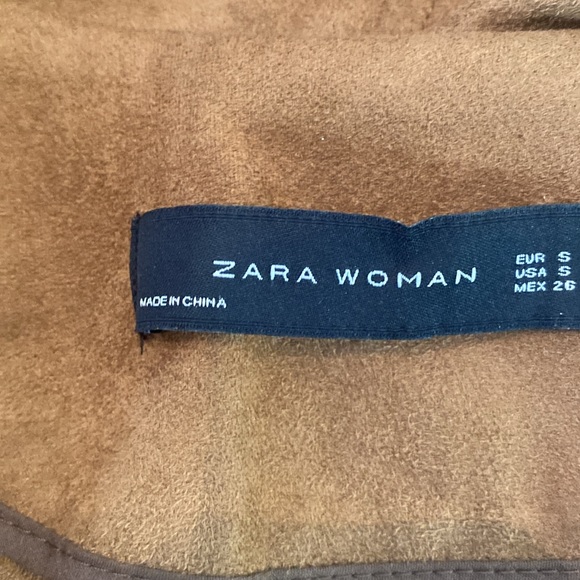 ZARA WOMAN
EUR S
USA S
MEX 26
MADE IN CHINA